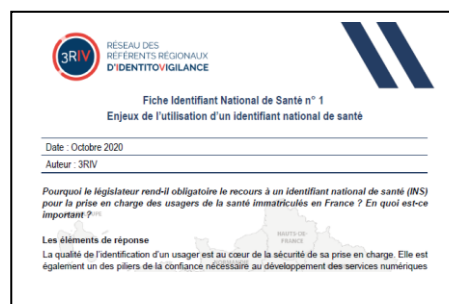 3RIV
RÉSEAU DES
RÉFÉRENTS RÉGIONAUX
D'IDENTITOVIGILANCE
Fiche Identifiant National de Santé n° 1
Enjeux de l'utilisation d'un identifiant national de santé
Date : Octobre 2020
Auteur : 3RIV
Pourquoi le législateur rend-il obligatoire le recours à un identifiant national de santé (INS)
pour la prise en charge des usagers de la santé immatriculés en France ? En quoi est-ce
important ?
HAUTS-DE-
FRANCE
Les éléments de réponse
La qualité de l'identification d'un usager est au cœur de la sécurité de sa prise en charge. Elle est
également un des piliers de la confiance nécessaire au développement des services numériques